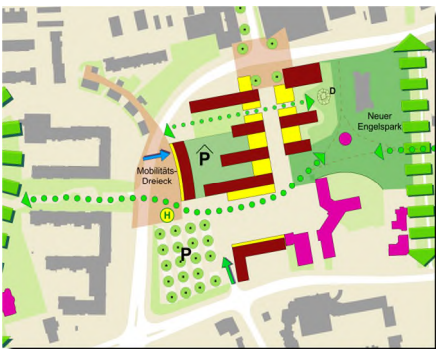 D
Neuer
Engelspark
P
Mobilitäts-
Dreieck
H
P